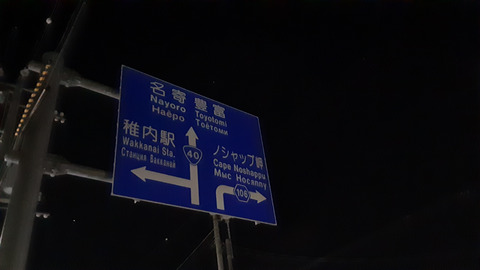 名寄 豊富
Nayoro Toyotomi
Наёро Тоётоми
稚内駅
Wakkanai Sta.
Станция Вакканай
40
ノシャップ岬
Cape Noshappu
Мыс Носаппу
106